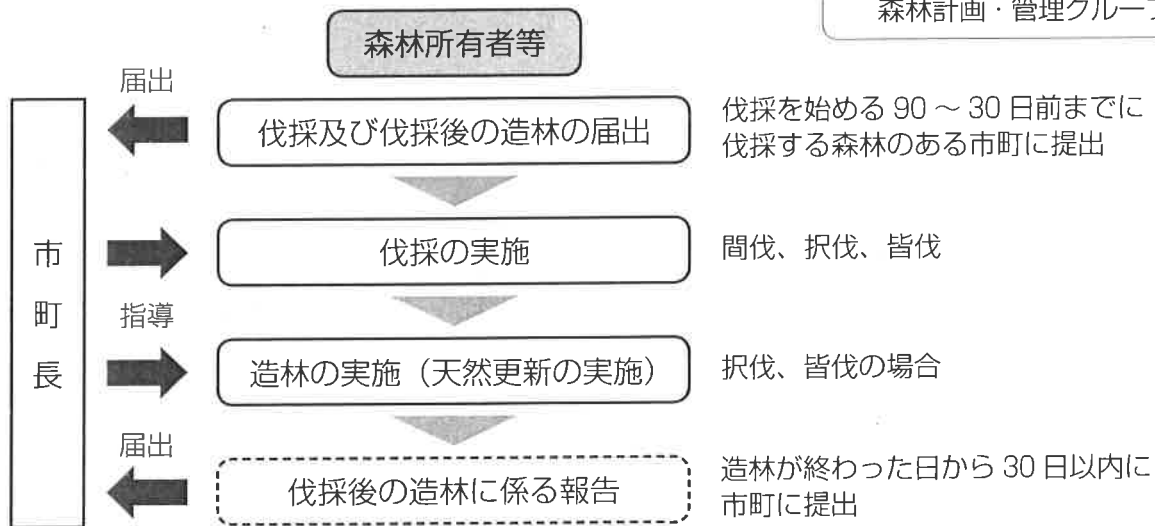 森林計画・管理グループ
森林所有者等
届出
伐採及び伐採後の造林の届出
伐採を始める 90 ～ 30 日前までに
伐採する森林のある市町に提出
市町長
伐採の実施
間伐、択伐、皆伐
指導
造林の実施（天然更新の実施）
択伐、皆伐の場合
届出
伐採後の造林に係る報告
造林が終わった日から 30 日以内に
市町に提出